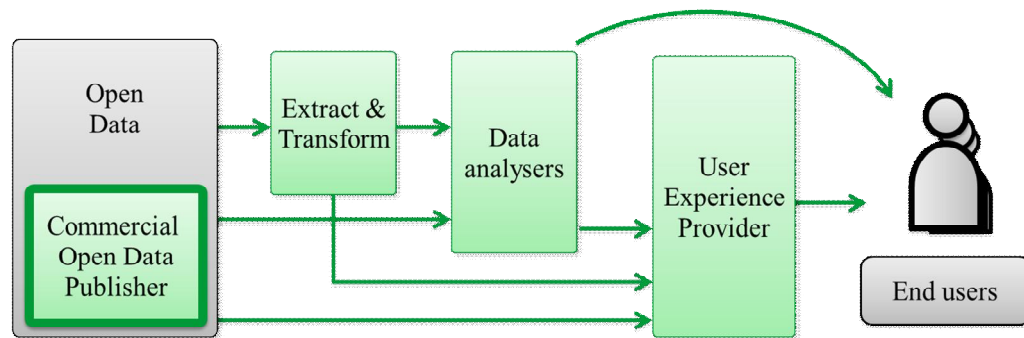 Open
Data
Commercial
Open Data
Publisher
Extract &
Transform
Data
analysers
User
Experience
Provider
End users